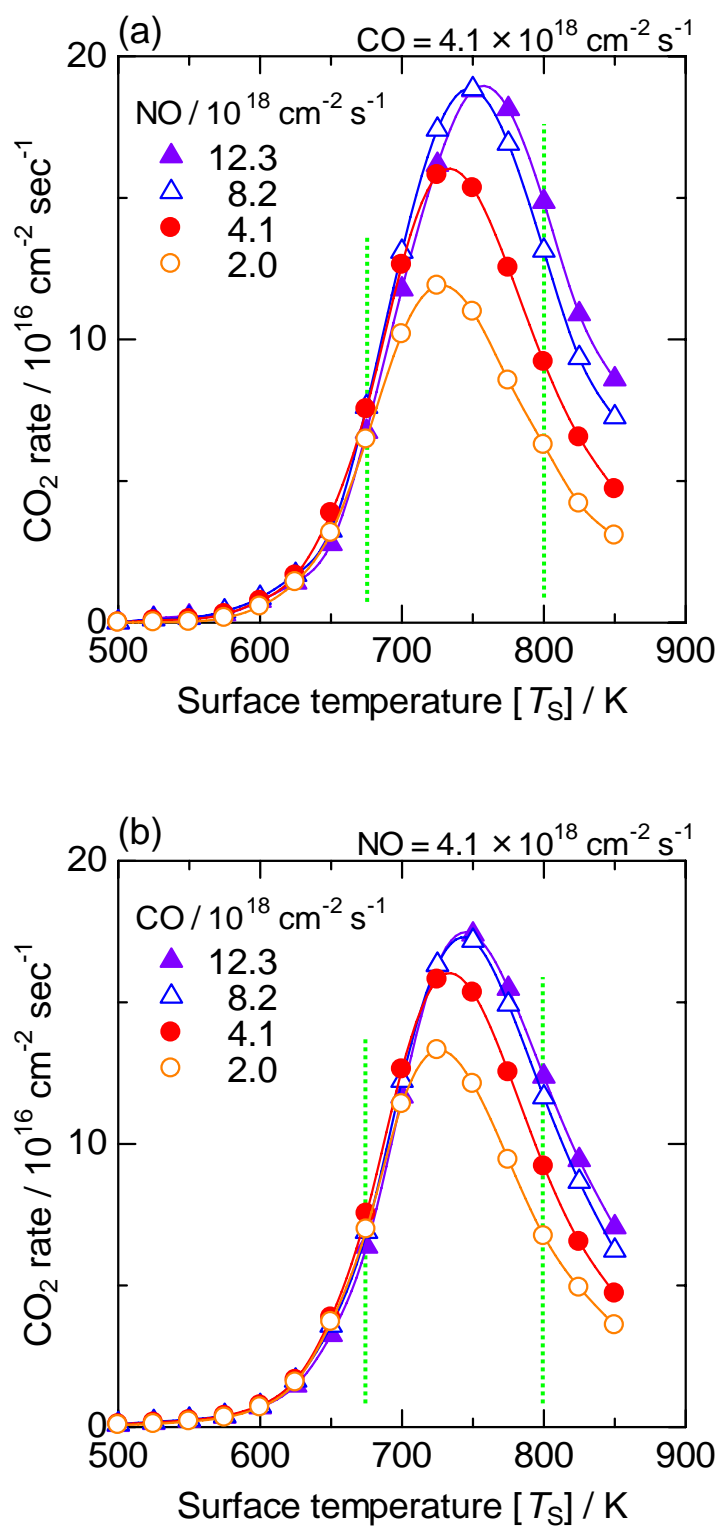 (a)
CO = 4.1 × 10¹⁸ cm⁻² s⁻¹
NO / 10¹⁸ cm⁻² s⁻¹
12.3
8.2
4.1
2.0
20
10
0
CO₂ rate / 10¹⁶ cm⁻² sec⁻¹
500 600 700 800 900
Surface temperature [Tₛ] / K
(b)
NO = 4.1 × 10¹⁸ cm⁻² s⁻¹
CO / 10¹⁸ cm⁻² s⁻¹
12.3
8.2
4.1
2.0
20
10
0
CO₂ rate / 10¹⁶ cm⁻² sec⁻¹
500 600 700 800 900
Surface temperature [Tₛ] / K